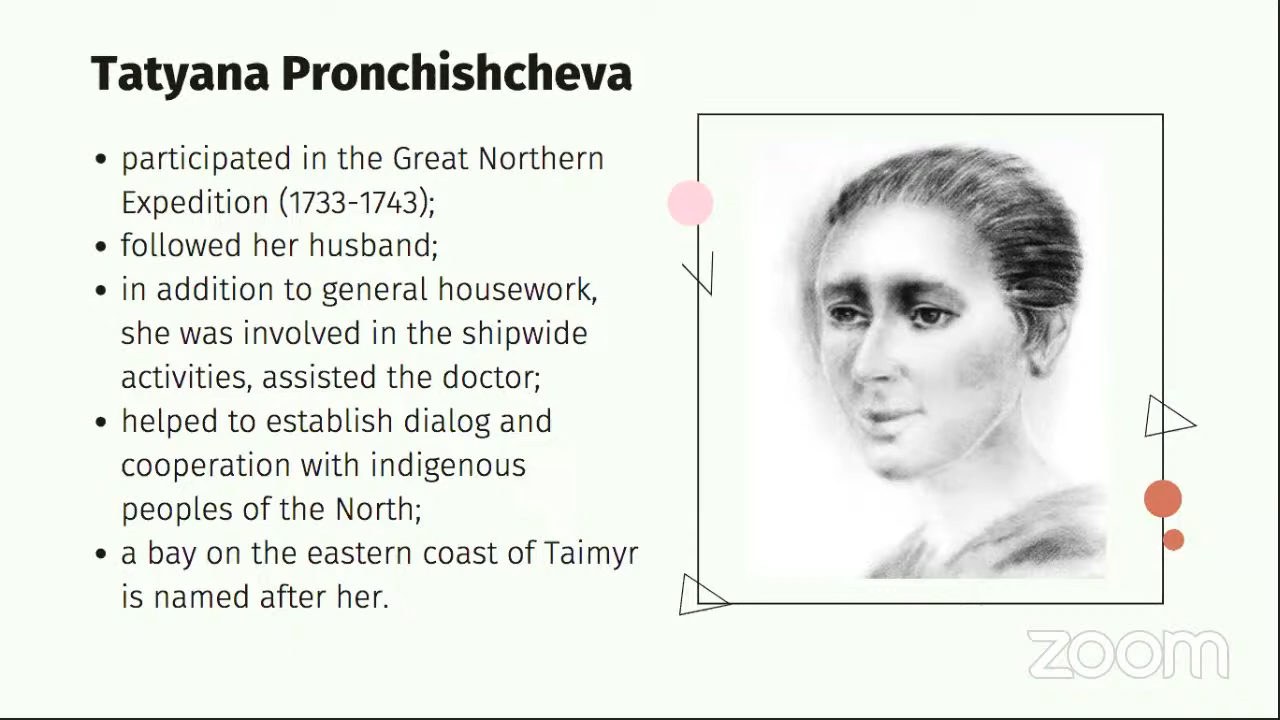 Tatyana Pronchishcheva
• participated in the Great Northern
Expedition (1733-1743);
• followed her husband;
• in addition to general housework,
she was involved in the shipwide
activities, assisted the doctor;
• helped to establish dialog and
cooperation with indigenous
peoples of the North;
• a bay on the eastern coast of Taimyr
is named after her.
zoom